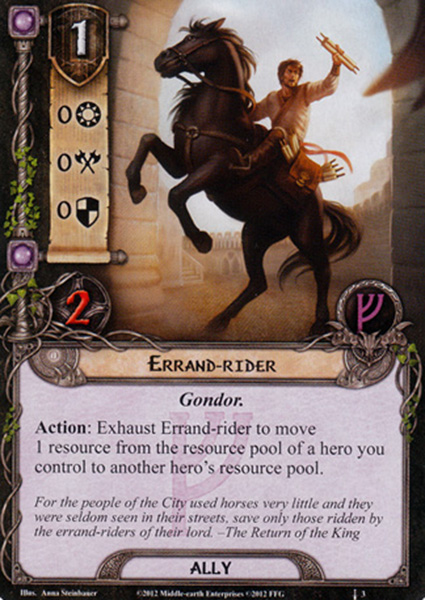 1
0
0
0
2
ERRAND-RIDER
Gondor.
Action: Exhaust Errand-rider to move
1 resource from the resource pool of a hero you
control to another hero's resource pool.
For the people of the City used horses very little and they
were seldom seen in their streets, save only those ridden by
the errand-riders of their lord. –The Return of the King
ALLY
Illus. Anna Steinbauer ©2012 Middle-earth Enterprises ©2012 FFG 3